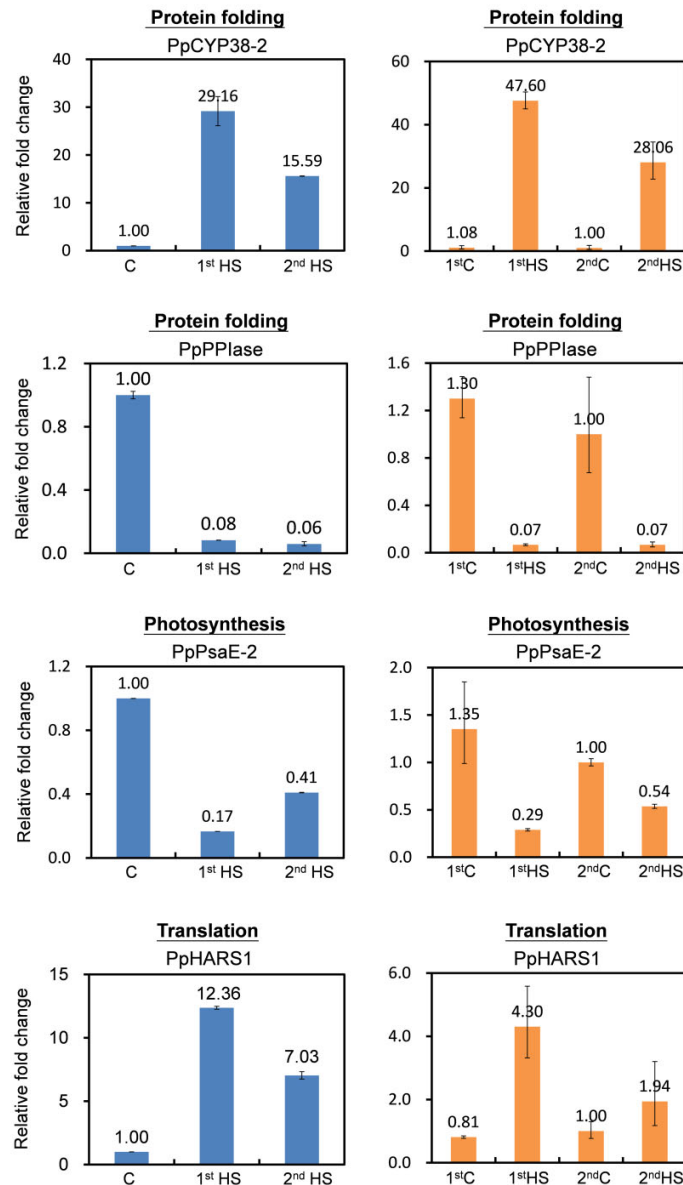 Protein folding
PpCYP38-2
Relative fold change
40
30
20
10
0
1.00
29.16
15.59
C
1st HS
2nd HS
Protein folding
PpCYP38-2
60
40
20
0
1.08
47.60
1.00
28.06
1stC
1stHS
2ndC
2ndHS
Protein folding
PpPPIase
Relative fold change
1.2
0.8
0.4
0.0
1.00
0.08
0.06
C
1st HS
2nd HS
Protein folding
PpPPIase
1.6
1.2
0.8
0.4
0.0
1.30
0.07
1.00
0.07
1stC
1stHS
2ndC
2ndHS
Photosynthesis
PpPsaE-2
Relative fold change
1.2
0.8
0.4
0.0
1.00
0.17
0.41
C
1st HS
2nd HS
Photosynthesis
PpPsaE-2
2.0
1.5
1.0
0.5
0.0
1.35
0.29
1.00
0.54
1stC
1stHS
2ndC
2ndHS
Translation
PpHARS1
Relative fold change
15
10
5
0
1.00
12.36
7.03
C
1st HS
2nd HS
Translation
PpHARS1
6.0
4.0
2.0
0.0
0.81
4.30
1.00
1.94
1stC
1stHS
2ndC
2ndHS